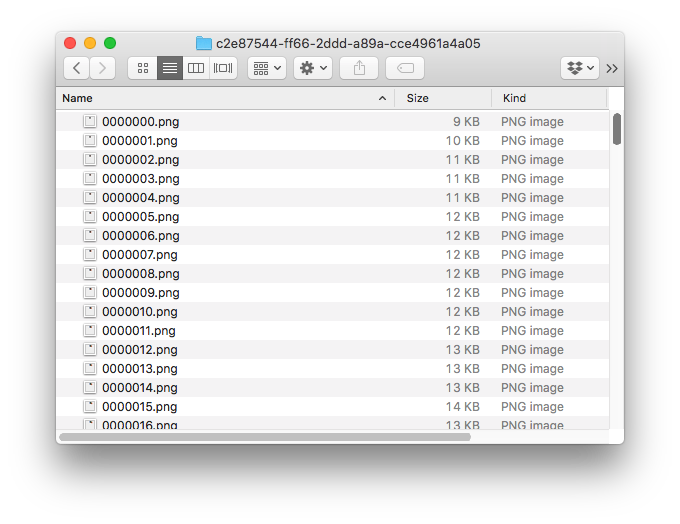 c2e87544-ff66-2ddd-a89a-cce4961a4a05
Name Size Kind
0000000.png 9 KB PNG image
0000001.png 10 KB PNG image
0000002.png 11 KB PNG image
0000003.png 11 KB PNG image
0000004.png 11 KB PNG image
0000005.png 12 KB PNG image
0000006.png 12 KB PNG image
0000007.png 12 KB PNG image
0000008.png 12 KB PNG image
0000009.png 12 KB PNG image
0000010.png 12 KB PNG image
0000011.png 12 KB PNG image
0000012.png 13 KB PNG image
0000013.png 13 KB PNG image
0000014.png 13 KB PNG image
0000015.png 14 KB PNG image
0000016.png 13 KB PNG image